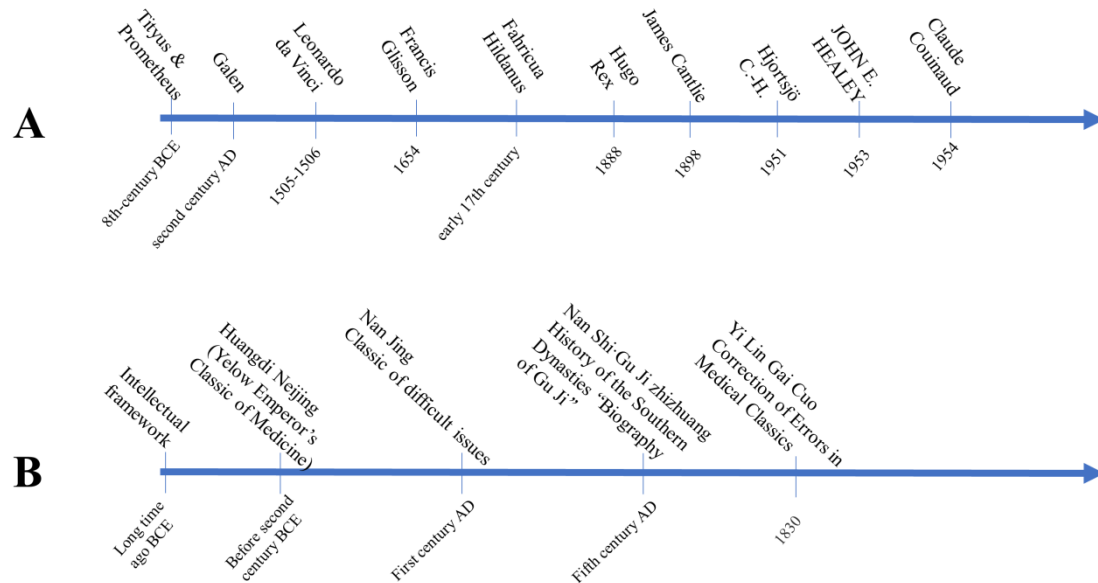 A
Tityus &
Prometheus
Galen
Leonardo
da Vinci
Francis
Glisson
Fahricua
Hildanus
Hugo
Rex
James Cantlie
Hjortsjö
C.-H.
JOHN E.
HEALEY
Claude
Couinaud
8th-century BCE
second century AD
1505-1506
1654
early 17th century
1888
1898
1951
1953
1954
B
Intellectual
framework
Huangdi Neijing
(Yelow Emperor's
Classic of Medicine)
Nan Jing
Classic of difficult issues
Nan Shi·Gu Ji zhizhuang
History of the Southern
Dynasties “Biography
of Gu Ji”
Yi Lin Gai Cuo
Correction of Errors in
Medical Classics
Long time
ago BCE
Before second
century BCE
First century AD
Fifth century AD
1830